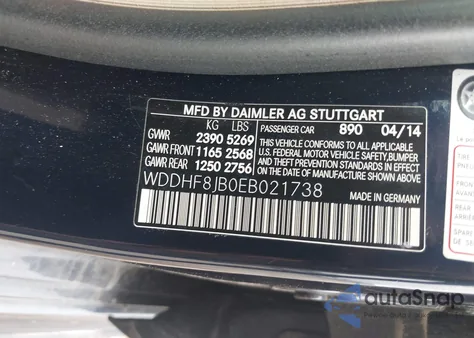 MFD BY DAIMLER AG STUTTGART
KG LBS
GVWR 2390 5269
GAWR FRONT 1165 2568
GAWR REAR 1250 2756
PASSENGER CAR 890 04/14
THIS VEHICLE CONFORMS TO ALL APPLICABLE
U.S. FEDERAL MOTOR VEHICLE SAFETY, BUMPER
AND THEFT PREVENTION STANDARDS IN EFFECT
ON THE DATE OF MANUFACTURE SHOWN ABOVE
WDDHF8JB0EB021738
MADE IN GERMANY
FRONT
SPARE
autoSnap